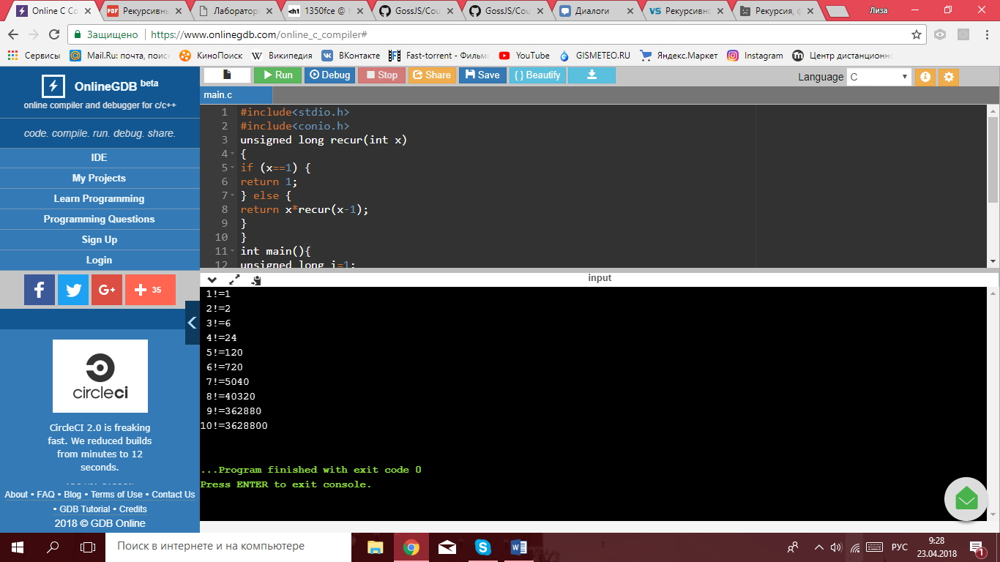 Online C Co
Рекурсивны
Лаборатор
<h1 1350fce @
GossJS/Cou
GossJS/Cou
Диалоги
VS Рекурсивно
Рекурсия, ф
Лиза
Защищено https://www.onlinegdb.com/online_c_compiler#
Сервисы Mail.Ru: почта, поис КиноПоиск Википедия ВКонтакте Fast-torrent - Фильм YouTube GISMETEO.RU Яндекс.Маркет Instagram Центр дистанционн
OnlineGDB beta
online compiler and debugger for c/c++
code. compile. run. debug. share.
IDE
My Projects
Learn Programming
Programming Questions
Sign Up
Login
f G+ + 35
circleci
CircleCI 2.0 is freaking
fast. We reduced builds
from minutes to 12
seconds.
About • FAQ • Blog • Terms of Use • Contact Us
• GDB Tutorial • Credits
2018 © GDB Online
Run Debug Stop Share Save { } Beautify
Language C
main.c
1 #include<stdio.h>
2 #include<conio.h>
3 unsigned long recur(int x)
4 {
5 if (x==1) {
6 return 1;
7 } else {
8 return x*recur(x-1);
9 }
10 }
11 int main(){
12 unsigned long i=1;
input
1!=1
2!=2
3!=6
4!=24
5!=120
6!=720
7!=5040
8!=40320
9!=362880
10!=3628800
...Program finished with exit code 0
Press ENTER to exit console.
Поиск в интернете и на компьютере
РУС
9:28
23.04.2018
1